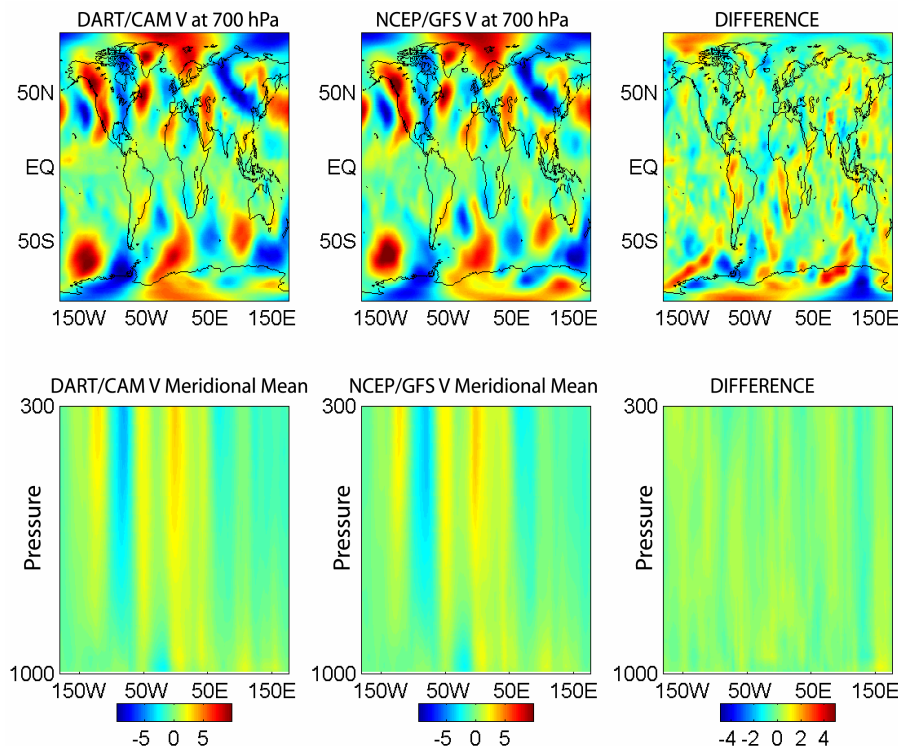 DART/CAM V at 700 hPa NCEP/GFS V at 700 hPa DIFFERENCE
50N 50N 50N
EQ EQ EQ
50S 50S 50S
150W 50W 50E 150E 150W 50W 50E 150E 150W 50W 50E 150E
DART/CAM V Meridional Mean NCEP/GFS V Meridional Mean DIFFERENCE
300 300 300
Pressure Pressure Pressure
1000 1000 1000
150W 50W 50E 150E 150W 50W 50E 150E 150W 50W 50E 150E
-5 0 5 -5 0 5 -4 -2 0 2 4